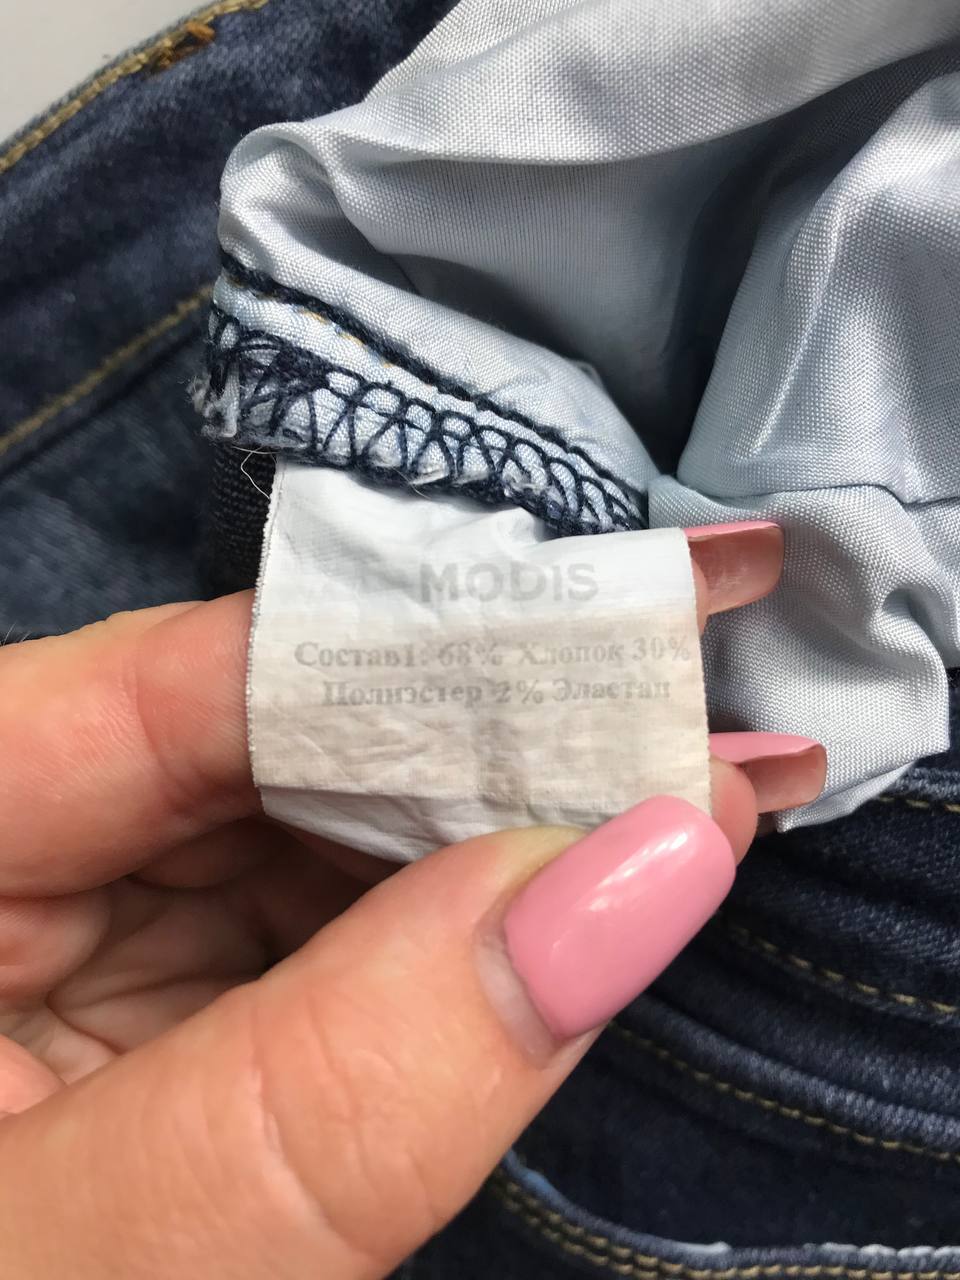 MODIS
Состав1: 68% Хлопок 30%
Полиэстер 2% Эластан